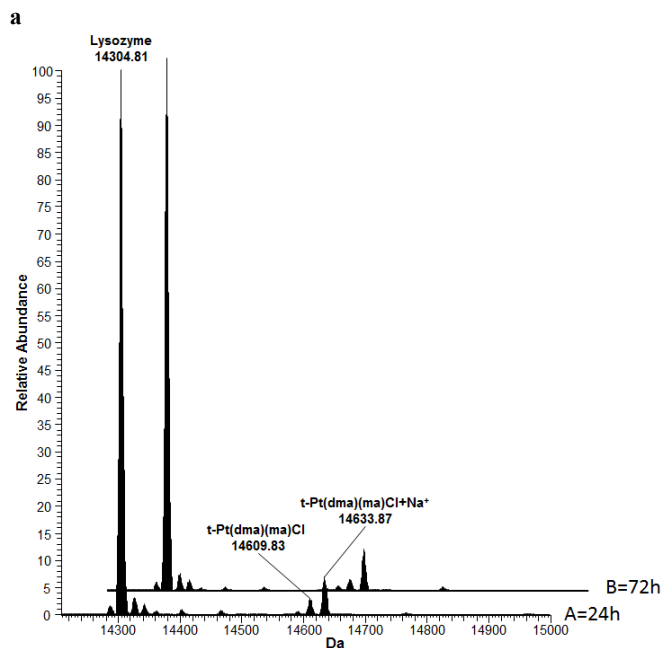 a
Lysozyme
14304.81
100
95
90
85
80
75
70
65
60
55
50
45
40
35
30
25
20
15
10
5
0
Relative Abundance
t-Pt(dma)(ma)Cl+Na⁺
14633.87
t-Pt(dma)(ma)Cl
14609.83
B=72h
A=24h
14300 14400 14500 14600 14700 14800 14900 15000
Da